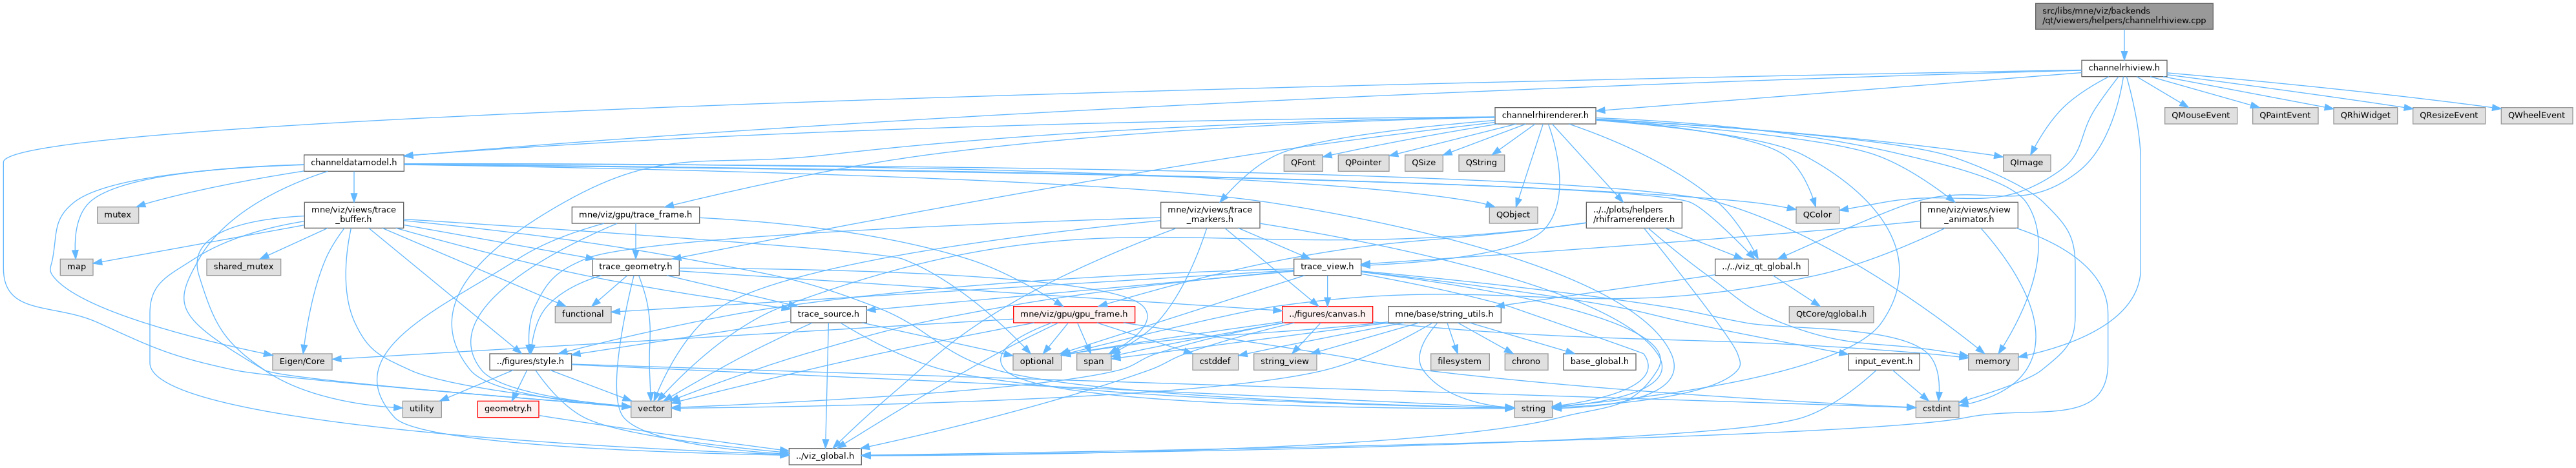 src/libs/mne/viz/backends
/qt/viewers/helpers/channelrhiview.cpp
channelrhiview.h
channelrhirenderer.h
QMouseEvent
QPaintEvent
QRhiWidget
QResizeEvent
QWheelEvent
channeldatamodel.h
QFont
QPointer
QSize
QString
QImage
mutex
mne/viz/views/trace
_buffer.h
mne/viz/gpu/trace_frame.h
mne/viz/views/trace
_markers.h
QObject
../../plots/helpers
/rhiframerenderer.h
QColor
mne/viz/views/view
_animator.h
map
shared_mutex
trace_geometry.h
trace_view.h
../../viz_qt_global.h
functional
trace_source.h
mne/viz/gpu/gpu_frame.h
../figures/canvas.h
mne/base/string_utils.h
QtCore/qglobal.h
Eigen/Core
../figures/style.h
optional
span
cstddef
string_view
filesystem
chrono
base_global.h
input_event.h
memory
utility
geometry.h
vector
string
cstdint
../viz_global.h